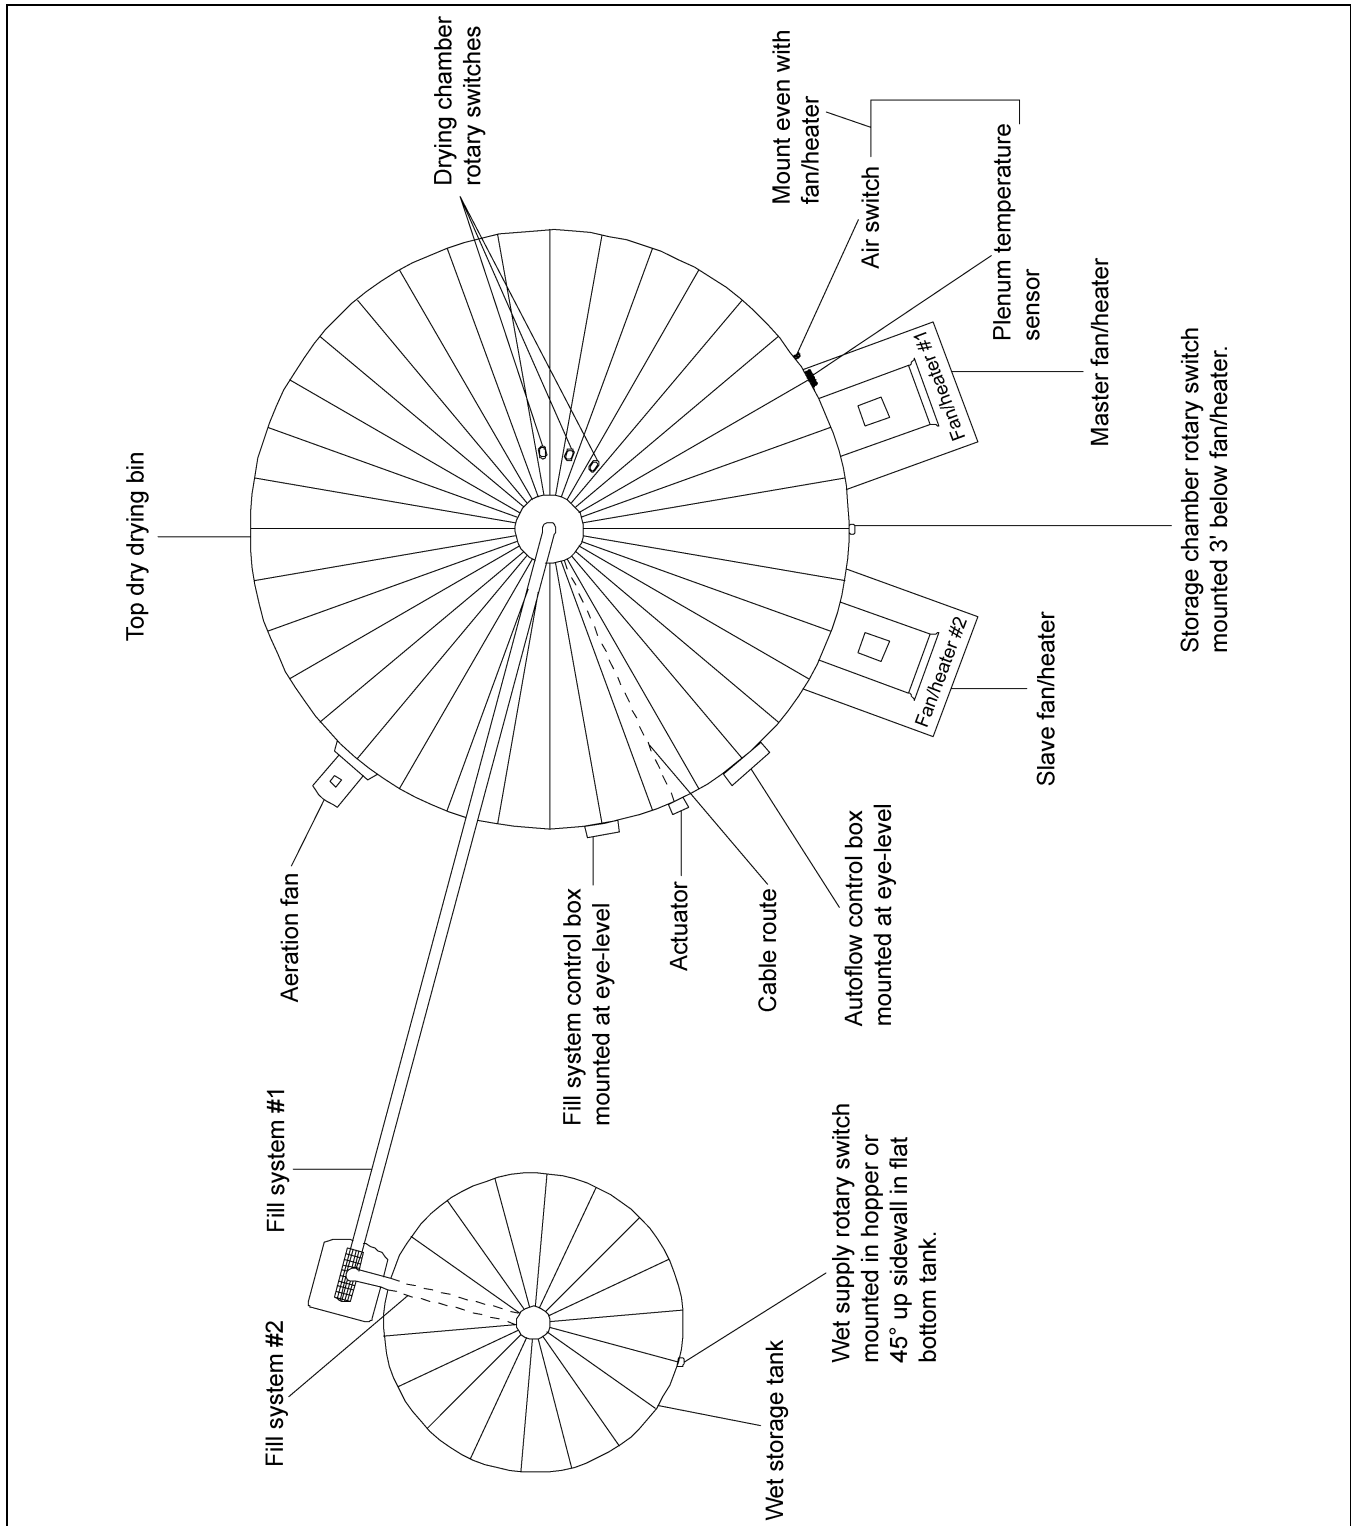 Drying chamber
rotary switches
Mount even with
fan/heater
Air switch
Plenum temperature
sensor
Fan/heater #1
Master fan/heater
Storage chamber rotary switch
mounted 3' below fan/heater.
Top dry drying bin
Fan/heater #2
Slave fan/heater
Aeration fan
Fill system control box
mounted at eye-level
Actuator
Cable route
Autoflow control box
mounted at eye-level
Fill system #1
Fill system #2
Wet supply rotary switch
mounted in hopper or
45° up sidewall in flat
bottom tank.
Wet storage tank